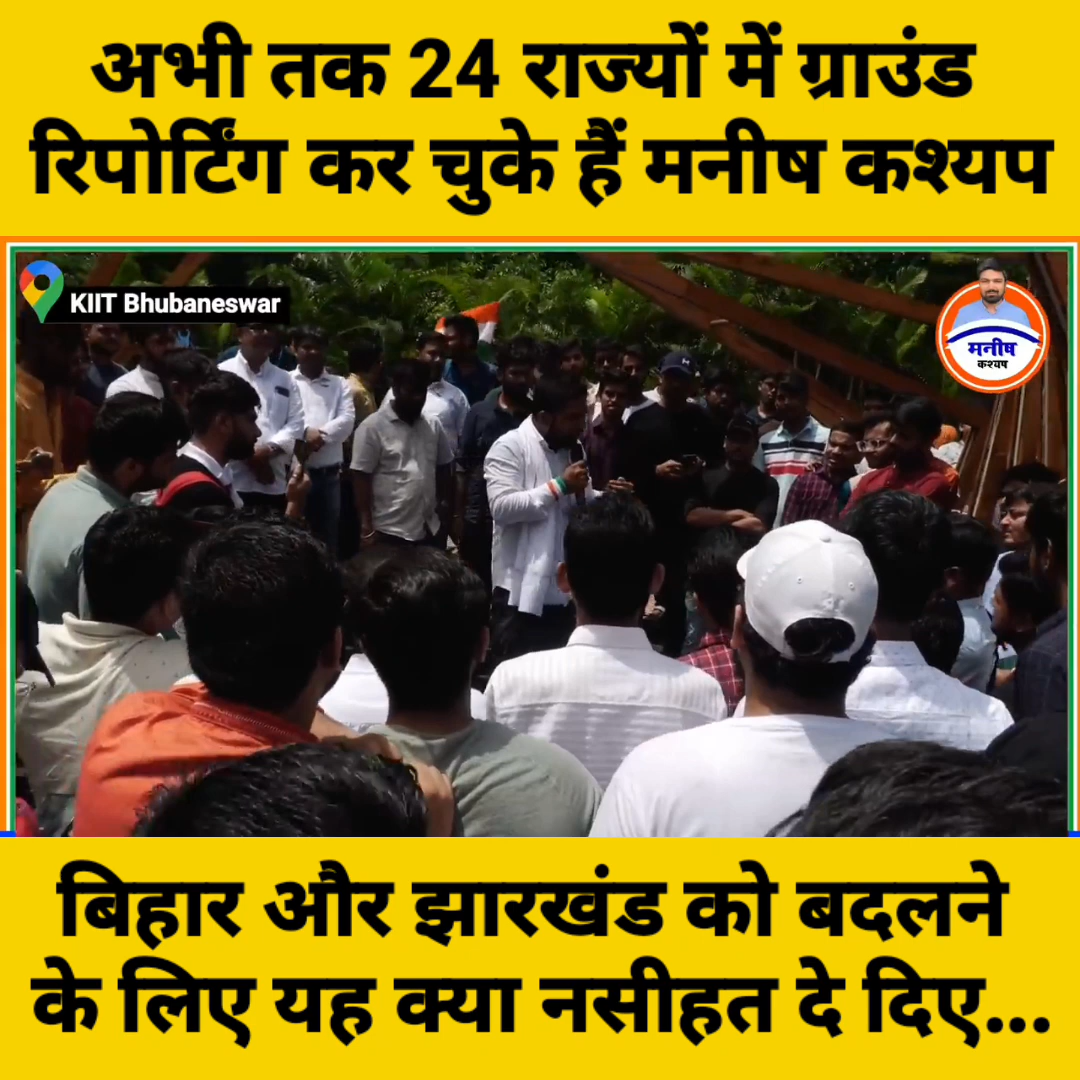 अभी तक 24 राज्यों में ग्राउंड
रिपोर्टिंग कर चुके हैं मनीष कश्यप
KIIT Bhubaneswar
मनीष
कश्यप
बिहार और झारखंड को बदलने
के लिए यह क्या नसीहत दे दिए...